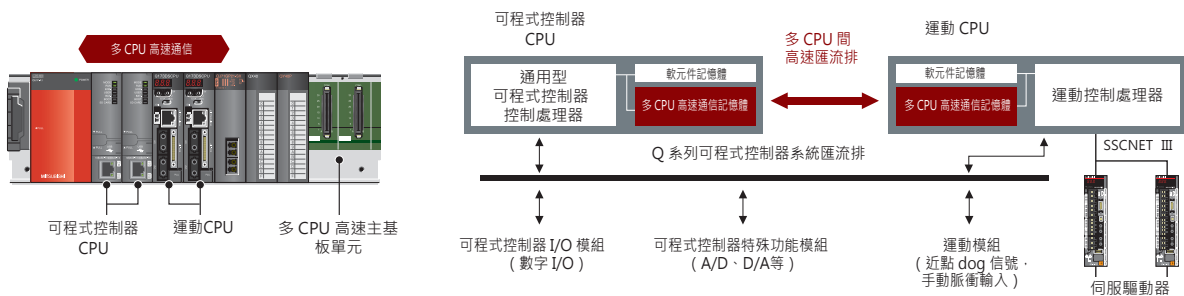 多 CPU 高速通信
MITSUBISHI
可程式控制器
CPU
運動CPU
多 CPU 高速主基
板單元
可程式控制器
CPU
通用型
可程式控制器
控制處理器
軟元件記憶體
多 CPU 高速通信記憶體
多 CPU 間
高速匯流排
運動 CPU
軟元件記憶體
多 CPU 高速通信記憶體
運動控制處理器
Q 系列可程式控制器系統匯流排
SSCNET Ⅲ
可程式控制器 I/O 模組
( 數字 I/O )
可程式控制器特殊功能模組
( A/D、D/A等 )
運動模組
( 近點 dog 信號．
手動脈衝輸入 )
伺服驅動器